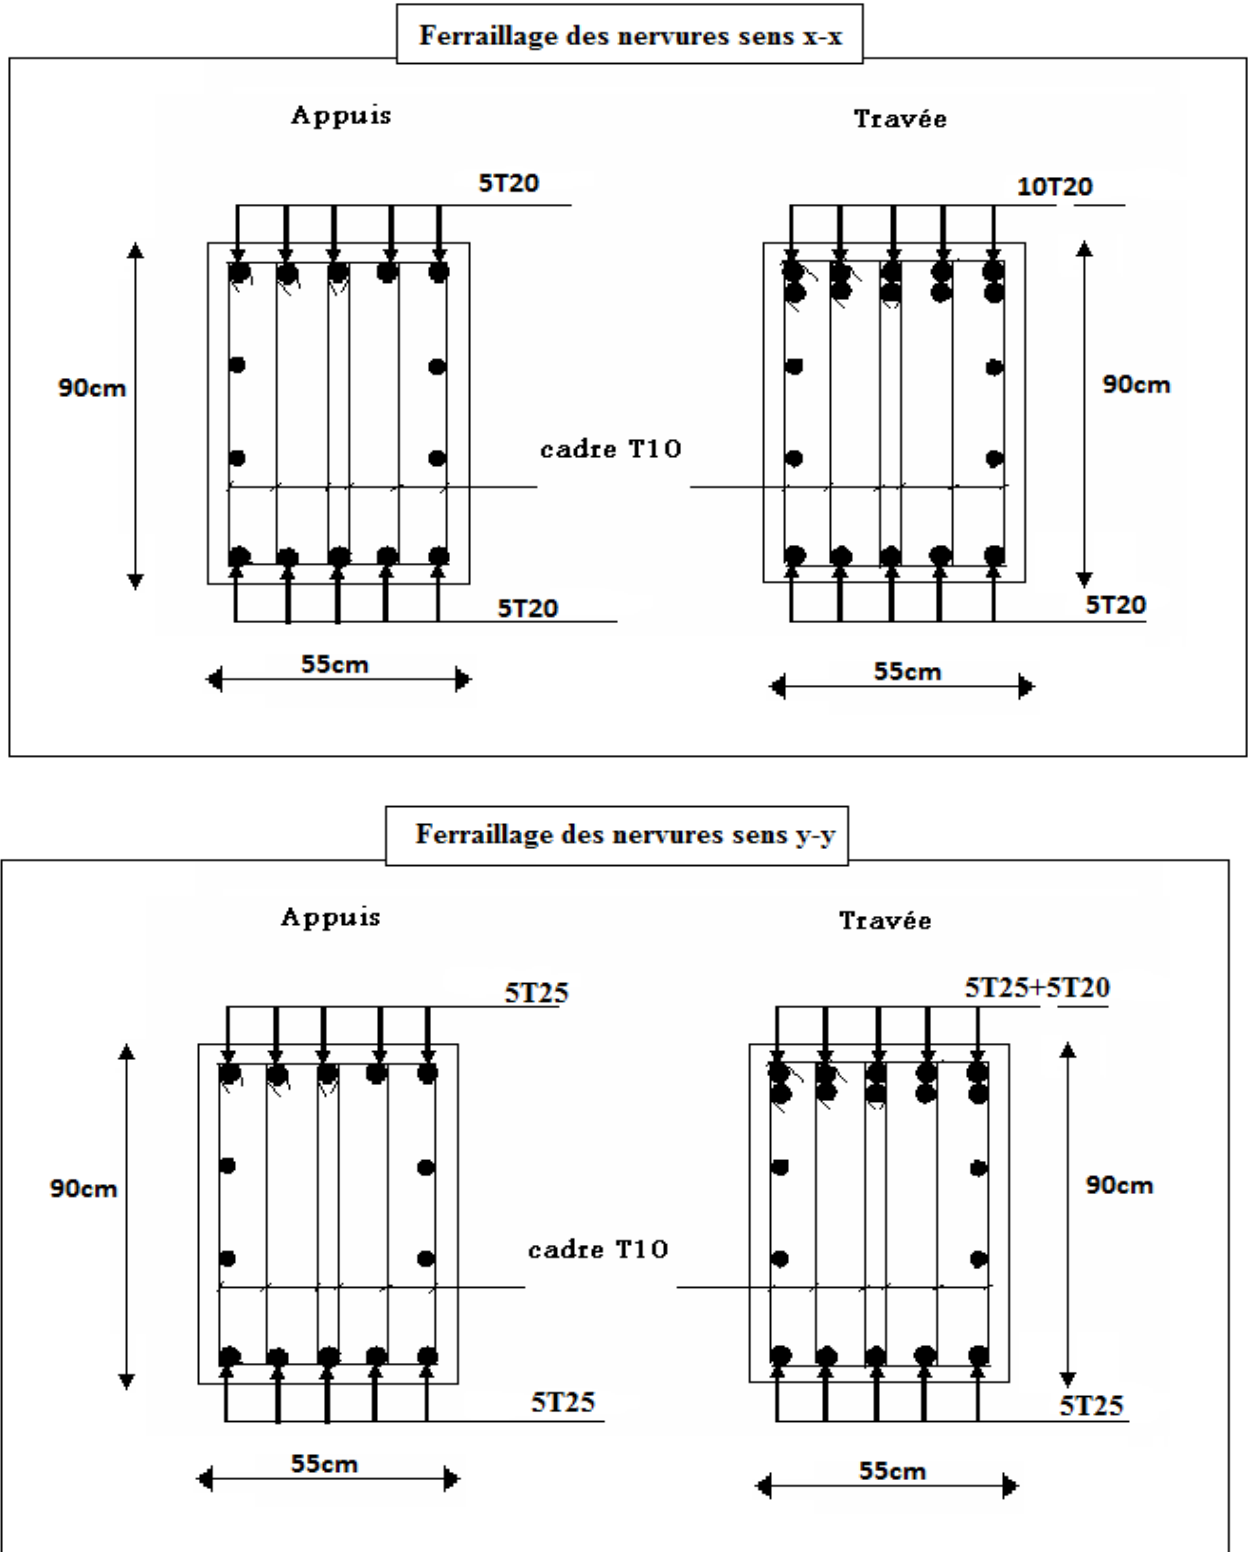 Ferraillage des nervures sens x-x
Appuis
Travée
5T20
10T20
90cm
90cm
cadre T10
5T20
5T20
55cm
55cm
Ferraillage des nervures sens y-y
Appuis
Travée
5T25
5T25+5T20
90cm
90cm
cadre T10
5T25
5T25
55cm
55cm